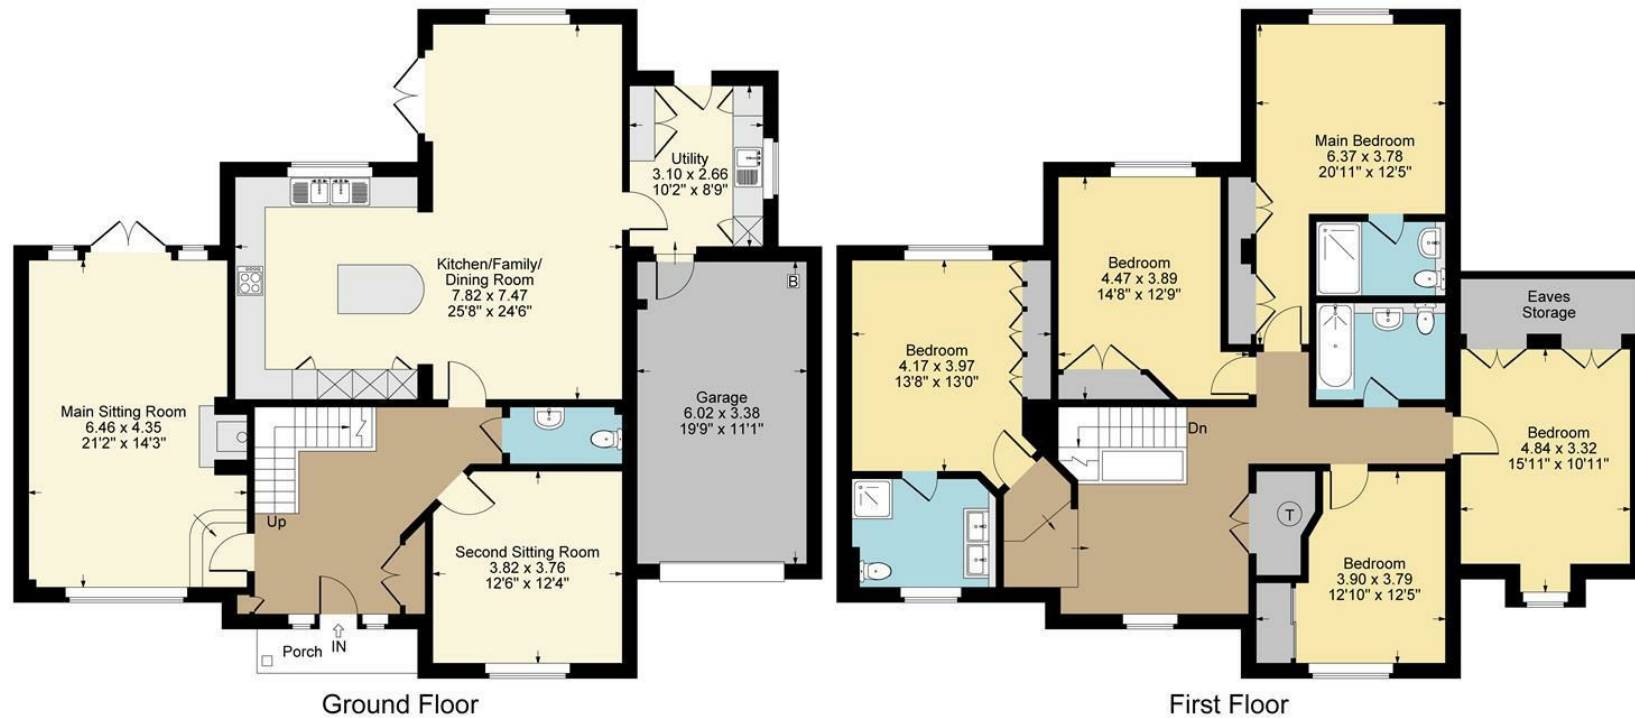 Utility
3.10 x 2.66
10'2" x 8'9"
Kitchen/Family/
Dining Room
7.82 x 7.47
25'8" x 24'6"
B
Main Sitting Room
6.46 x 4.35
21'2" x 14'3"
Garage
6.02 x 3.38
19'9" x 11'1"
Up
Second Sitting Room
3.82 x 3.76
12'6" x 12'4"
Porch
IN
Ground Floor
Main Bedroom
6.37 x 3.78
20'11" x 12'5"
Bedroom
4.47 x 3.89
14'8" x 12'9"
Eaves
Storage
Bedroom
4.17 x 3.97
13'8" x 13'0"
Dn
Bedroom
4.84 x 3.32
15'11" x 10'11"
T
Bedroom
3.90 x 3.79
12'10" x 12'5"
First Floor